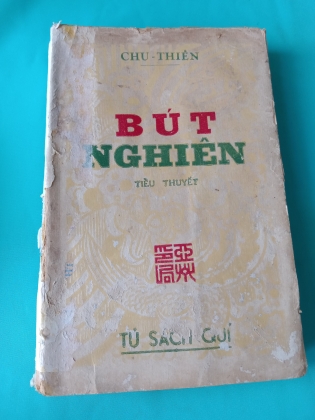 CHU-THIÊN
BÚT
NGHIÊN
TIỂU THUYẾT
TỦ SÁCH QUÍ